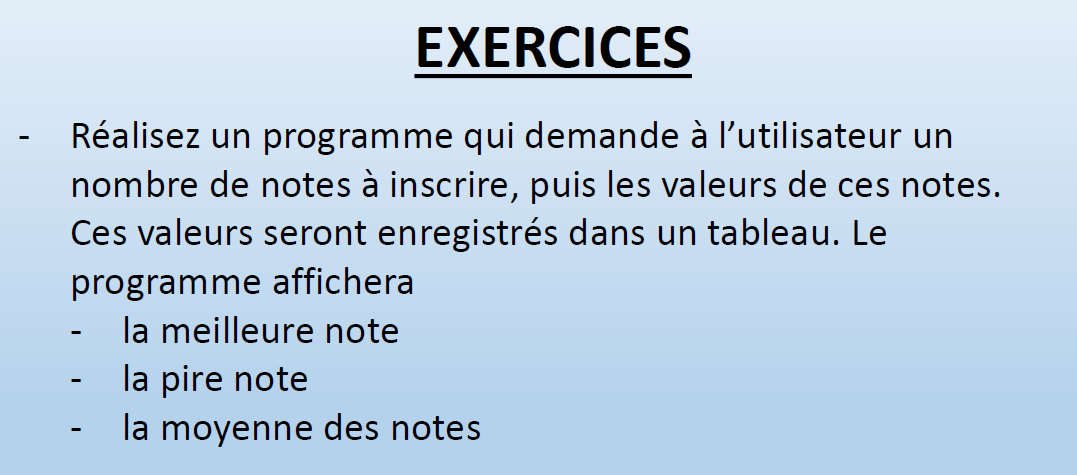 EXERCICES
- Réalisez un programme qui demande à l’utilisateur un
nombre de notes à inscrire, puis les valeurs de ces notes.
Ces valeurs seront enregistrés dans un tableau. Le
programme affichera
- la meilleure note
- la pire note
- la moyenne des notes